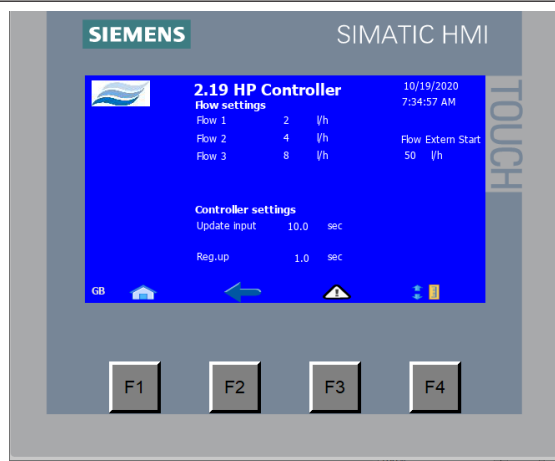 SIEMENS
SIMATIC HMI
TOUCH
2.19 HP Controller
10/19/2020
Flow settings
7:34:57 AM
Flow 1 2 l/h
Flow 2 4 l/h
Flow Extern Start
Flow 3 8 l/h
50 l/h
Controller settings
Update input 10.0 sec
Reg.up 1.0 sec
GB
F1
F2
F3
F4